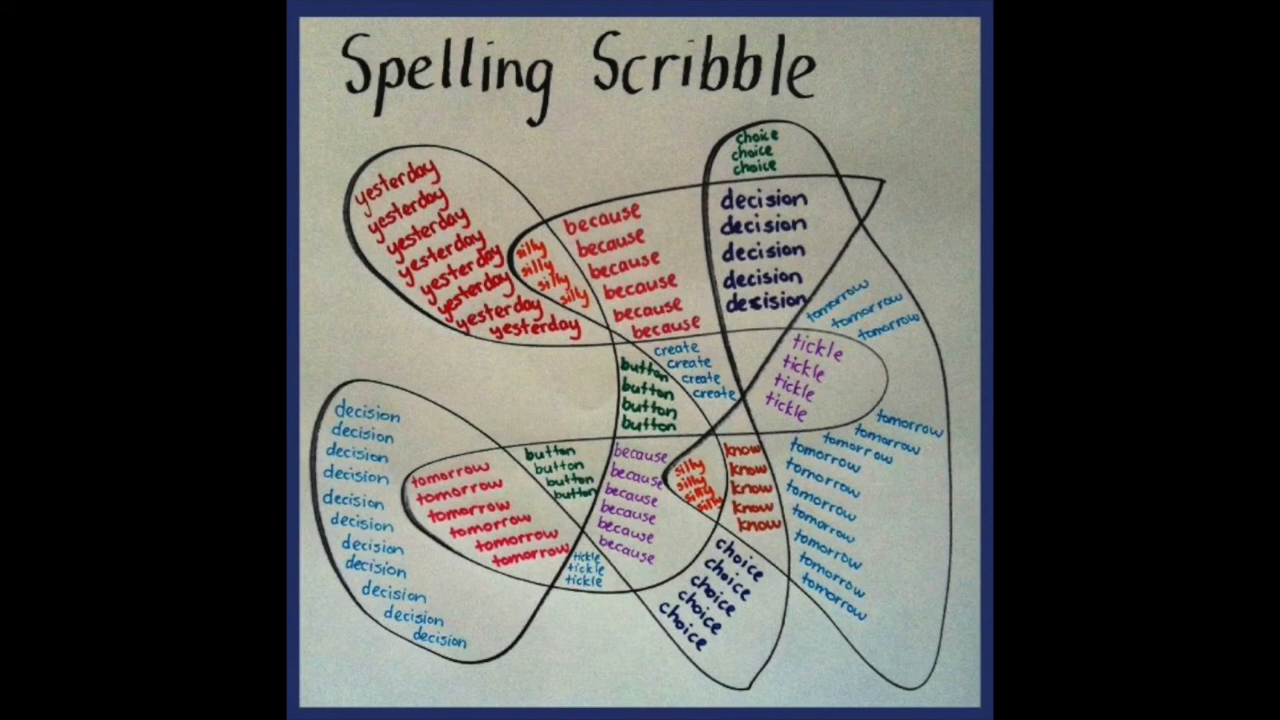 Spelling Scribble
choice
choice
choice
yesterday
yesterday
yesterday
yesterday
yesterday
yesterday
yesterday
yesterday
silly
silly
silly
silly
because
because
because
because
because
because
decision
decision
decision
decision
decision
tomorrow
tomorrow
tomorrow
create
create
create
create
button
button
button
button
tickle
tickle
tickle
tickle
decision
decision
decision
decision
decision
decision
decision
decision
decision
decision
decision
tomorrow
tomorrow
tomorrow
tomorrow
tomorrow
tomorrow
button
button
button
button
tickle
tickle
tickle
because
because
because
because
because
because
silly
silly
silly
silly
know
know
know
know
know
choice
choice
choice
choice
choice
tomorrow
tomorrow
tomorrow
tomorrow
tomorrow
tomorrow
tomorrow
tomorrow
tomorrow
tomorrow